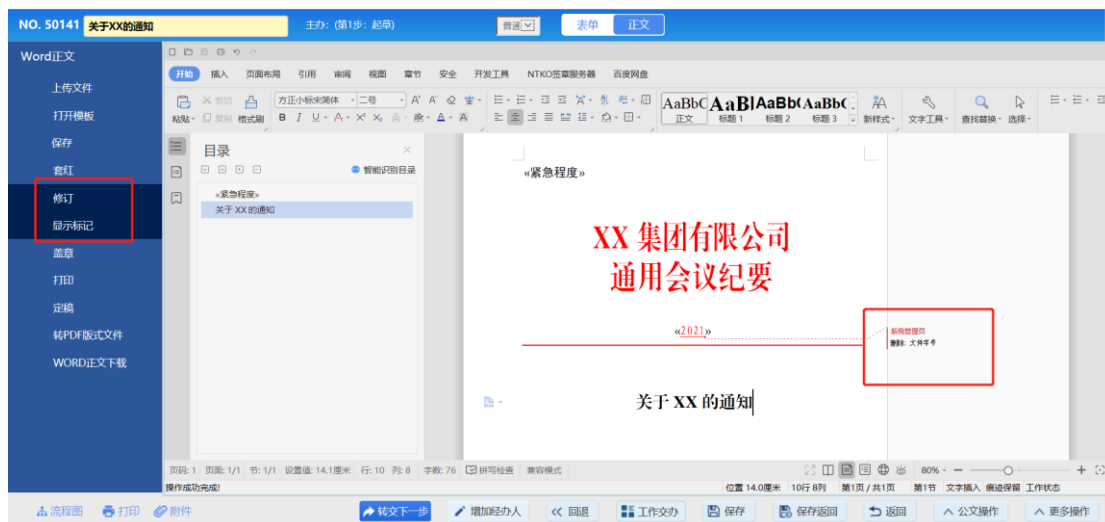 NO. 50141 关于XX的通知 主办: (第1步: 起草) 普通 表单 正文
Word正文
上传文件
打开模板
保存
套红
修订
显示标记
盖章
打印
定稿
转PDF版式文件
WORD正文下载
开始 插入 页面布局 引用 审阅 视图 章节 安全 开发工具 NTKO签章服务器 百度网盘
粘贴 剪切 复制 格式刷
方正小标宋简体 二号
AaBbC AaBl AaBb( AaBbC
正文 标题 1 标题 2 标题 3
新样式 文字工具 查找替换 选择
目录
智能识别目录
«紧急程度»
关于 XX 的通知
«紧急程度»
XX 集团有限公司
通用会议纪要
«2021»
系统管理员
删除: 文件字号
关于 XX 的通知
页码: 1 页面: 1/1 节: 1/1 设置值: 14.1厘米 行: 10 列: 8 字数: 76 拼写检查 兼容模式 80%
操作成功完成! 位置 14.0厘米 10行 8列 第1页 / 共1页 第1节 文字插入 痕迹保留 工作状态
流程图 打印 附件 转交下一步 增加经办人 回退 工作交办 保存 保存返回 返回 公文操作 更多操作